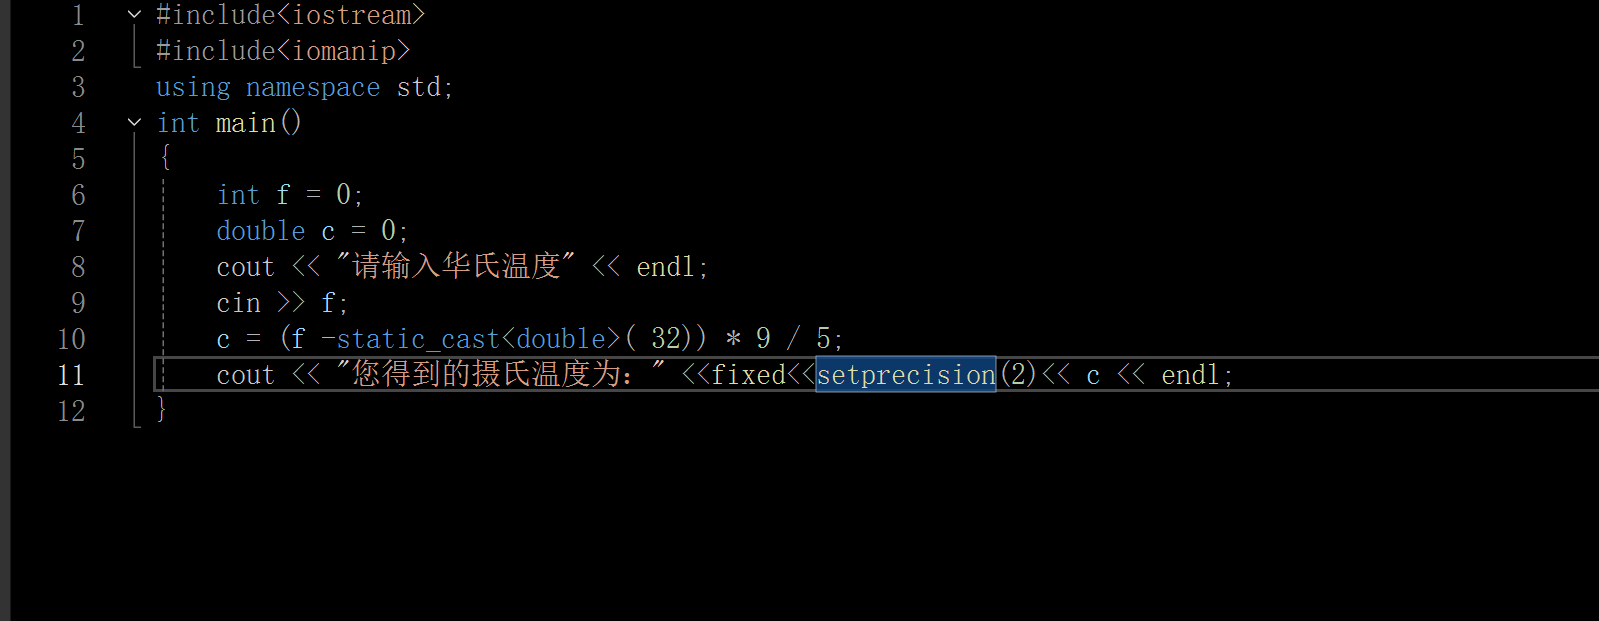 1 #include<iostream>
2 #include<iomanip>
3 using namespace std;
4 int main()
5 {
6 int f = 0;
7 double c = 0;
8 cout << "请输入华氏温度" << endl;
9 cin >> f;
10 c = (f -static_cast<double>( 32)) * 9 / 5;
11 cout << "您得到的摄氏温度为：" <<fixed<<setprecision(2)<< c << endl;
12 }